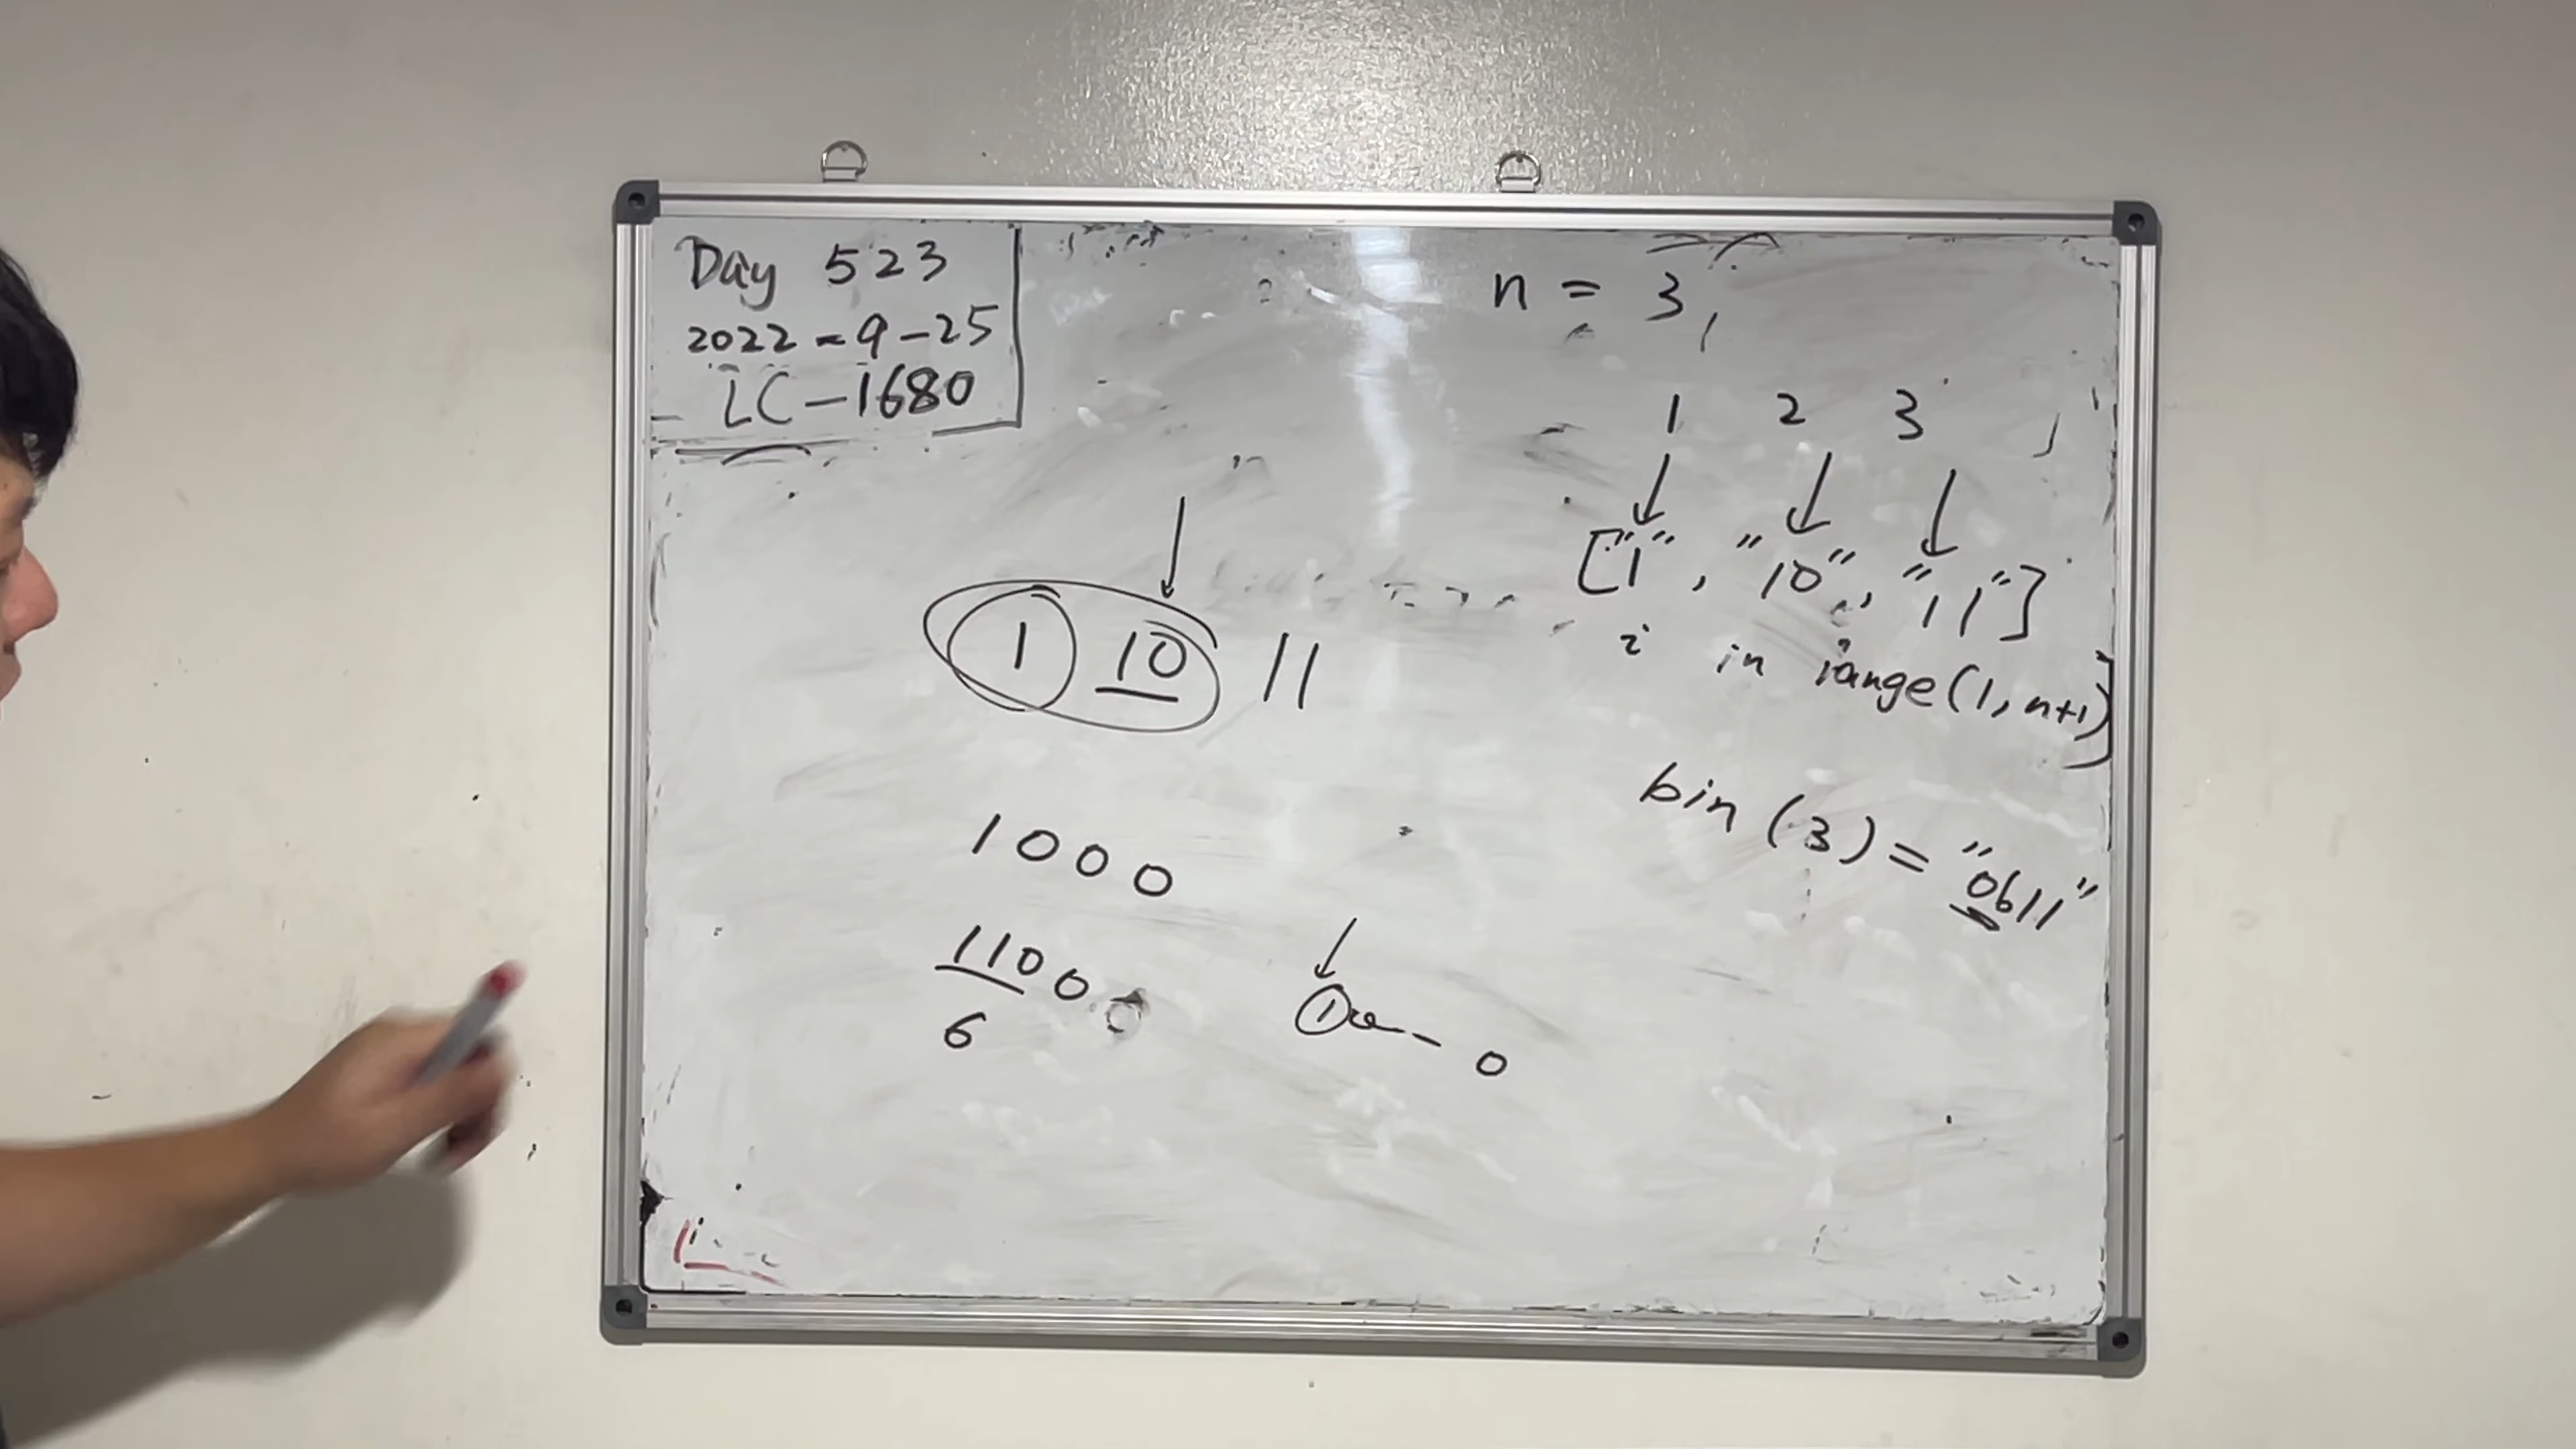 Day 523
2022-9-25
LC-1680
n = 3,
1 2 3
["1", "10", "11"]
i in range(1, n+1)
1 10 11
bin(3) = "0b11"
1000
1100
6
1 0